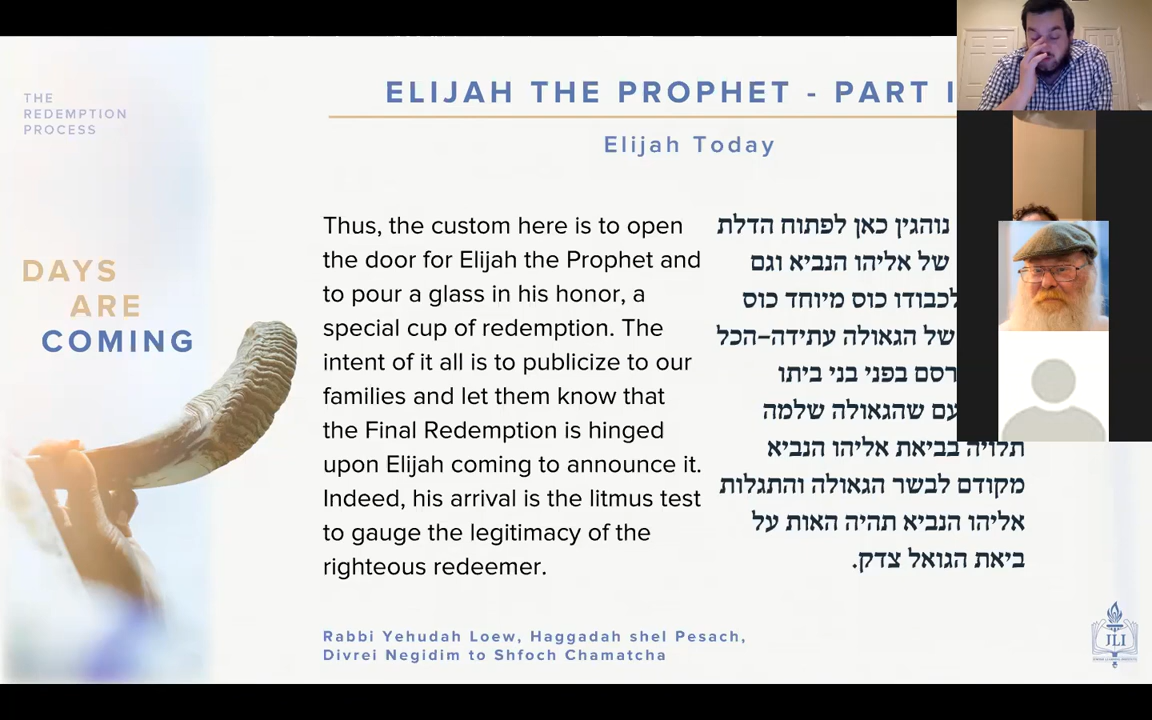 THE
REDEMPTION
PROCESS
DAYS
ARE
COMING
ELIJAH THE PROPHET - PART I
Elijah Today
Thus, the custom here is to open
the door for Elijah the Prophet and
to pour a glass in his honor, a
special cup of redemption. The
intent of it all is to publicize to our
families and let them know that
the Final Redemption is hinged
upon Elijah coming to announce it.
Indeed, his arrival is the litmus test
to gauge the legitimacy of the
righteous redeemer.
נוהגין כאן לפתוח הדלת
של אליהו הנביא וגם
לכבודו כוס מיוחד כוס
של הגאולה עתידה–הכל
רסם בפני בני ביתו
עם שהגאולה שלמה
תלויה בביאת אליהו הנביא
מקודם לבשר הגאולה והתגלות
אליהו הנביא תהיה האות על
ביאת הגואל צדק.
Rabbi Yehudah Loew, Haggadah shel Pesach,
Divrei Negidim to Shfoch Chamatcha
JLI